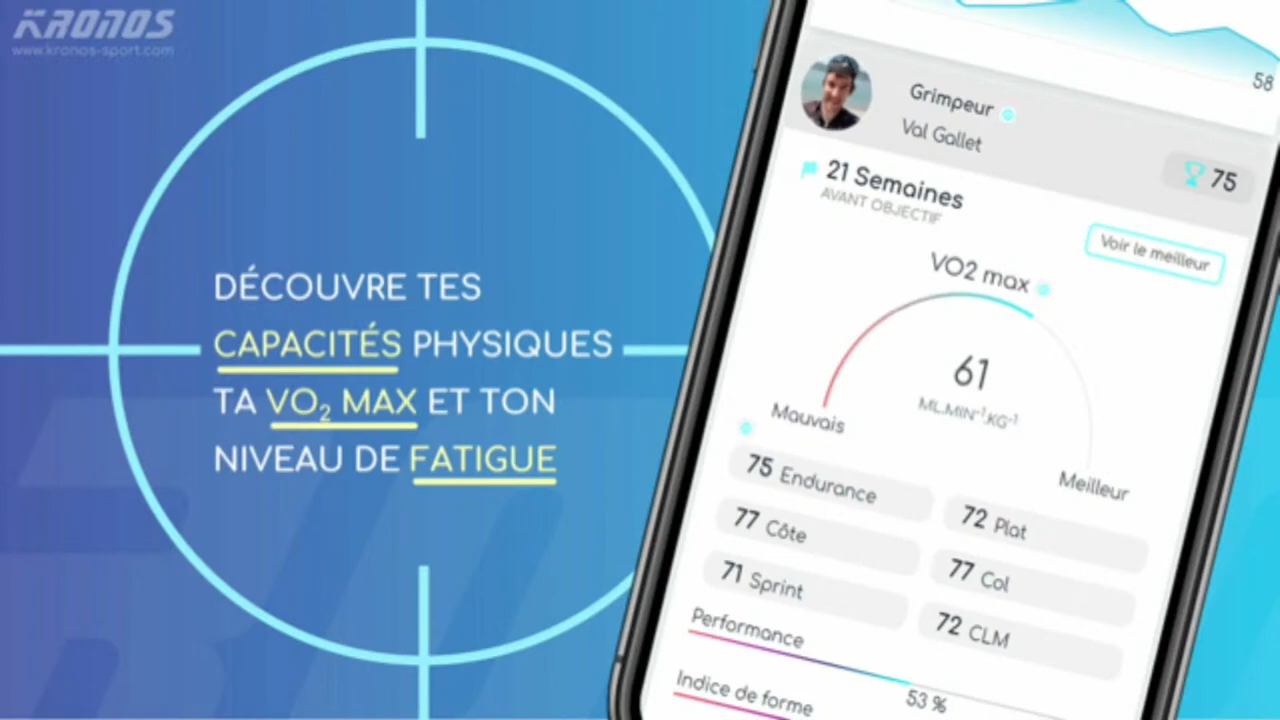 KRONOS
www.kronos-sport.com
DÉCOUVRE TES
CAPACITÉS PHYSIQUES
TA VO₂ MAX ET TON
NIVEAU DE FATIGUE
58
Grimpeur
Val Gallet
75
21 Semaines
AVANT OBJECTIF
Voir le meilleur
VO2 max
61
ML.MIN⁻¹.KG⁻¹
Mauvais
Meilleur
75 Endurance
72 Plat
77 Côte
77 Col
71 Sprint
72 CLM
Performance
53 %
Indice de forme